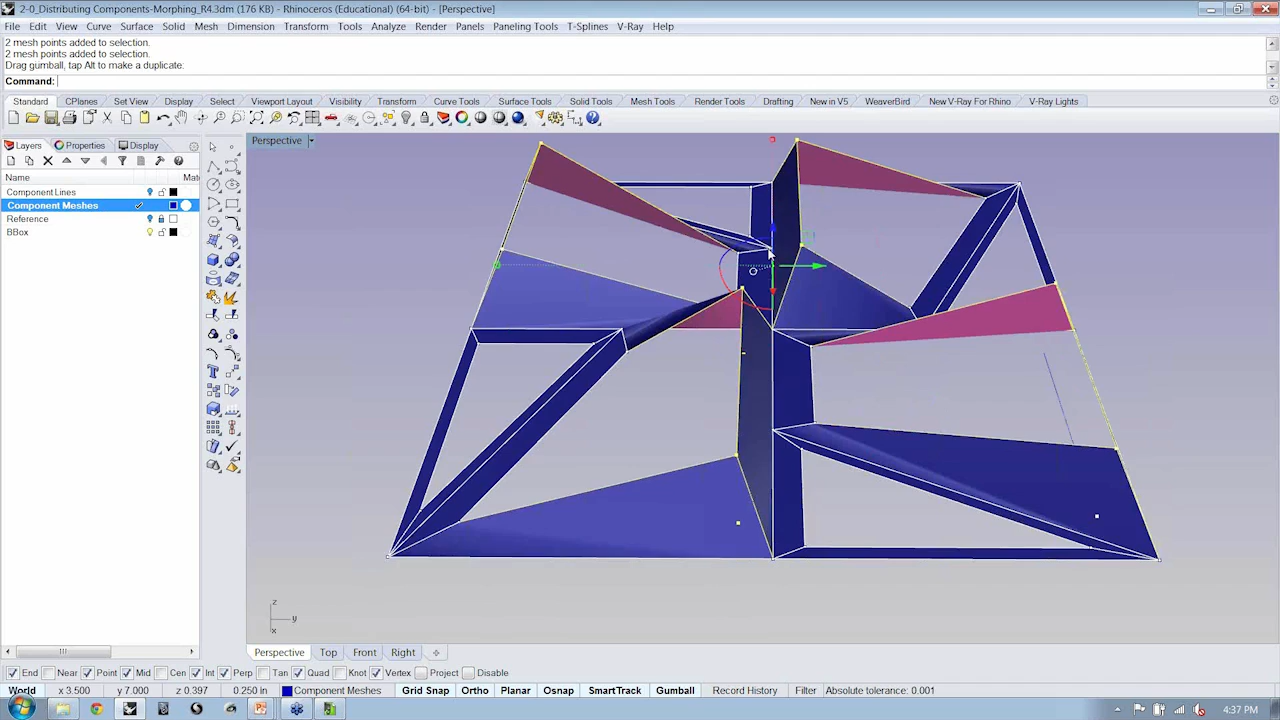 2-0_Distributing Components-Morphing_R4.3dm (176 KB) - Rhinoceros (Educational) (64-bit) - [Perspective]
File Edit View Curve Surface Solid Mesh Dimension Transform Tools Analyze Render Panels Paneling Tools T-Splines V-Ray Help
2 mesh points added to selection.
2 mesh points added to selection.
Drag gumball, tap Alt to make a duplicate:
Command:
Standard CPlanes Set View Display Select Viewport Layout Visibility Transform Curve Tools Surface Tools Solid Tools Mesh Tools Render Tools Drafting New in V5 WeaverBird New V-Ray For Rhino V-Ray Lights
Layers Properties Display
Perspective
Name Mate
Component Lines
Component Meshes
Reference
BBox
z
y
x
Perspective Top Front Right
End Near Point Mid Cen Int Perp Tan Quad Knot Vertex Project Disable
World x 3.500 y 7.000 z 0.397 0.250 in Component Meshes Grid Snap Ortho Planar Osnap SmartTrack Gumball Record History Filter Absolute tolerance: 0.001
4:37 PM